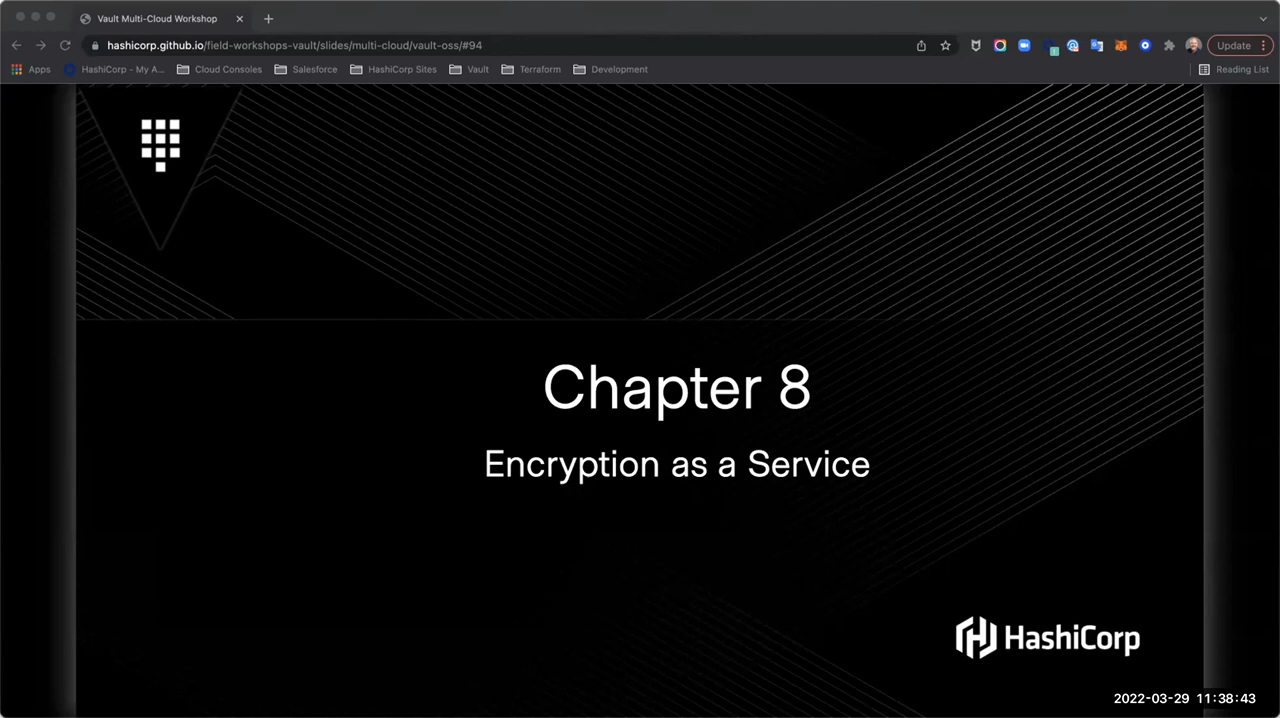 Vault Multi-Cloud Workshop
hashicorp.github.io/field-workshops-vault/slides/multi-cloud/vault-oss/#94
Update
Apps
HashiCorp - My A...
Cloud Consoles
Salesforce
HashiCorp Sites
Vault
Terraform
Development
Reading List
Chapter 8
Encryption as a Service
HashiCorp
2022-03-29 11:38:43